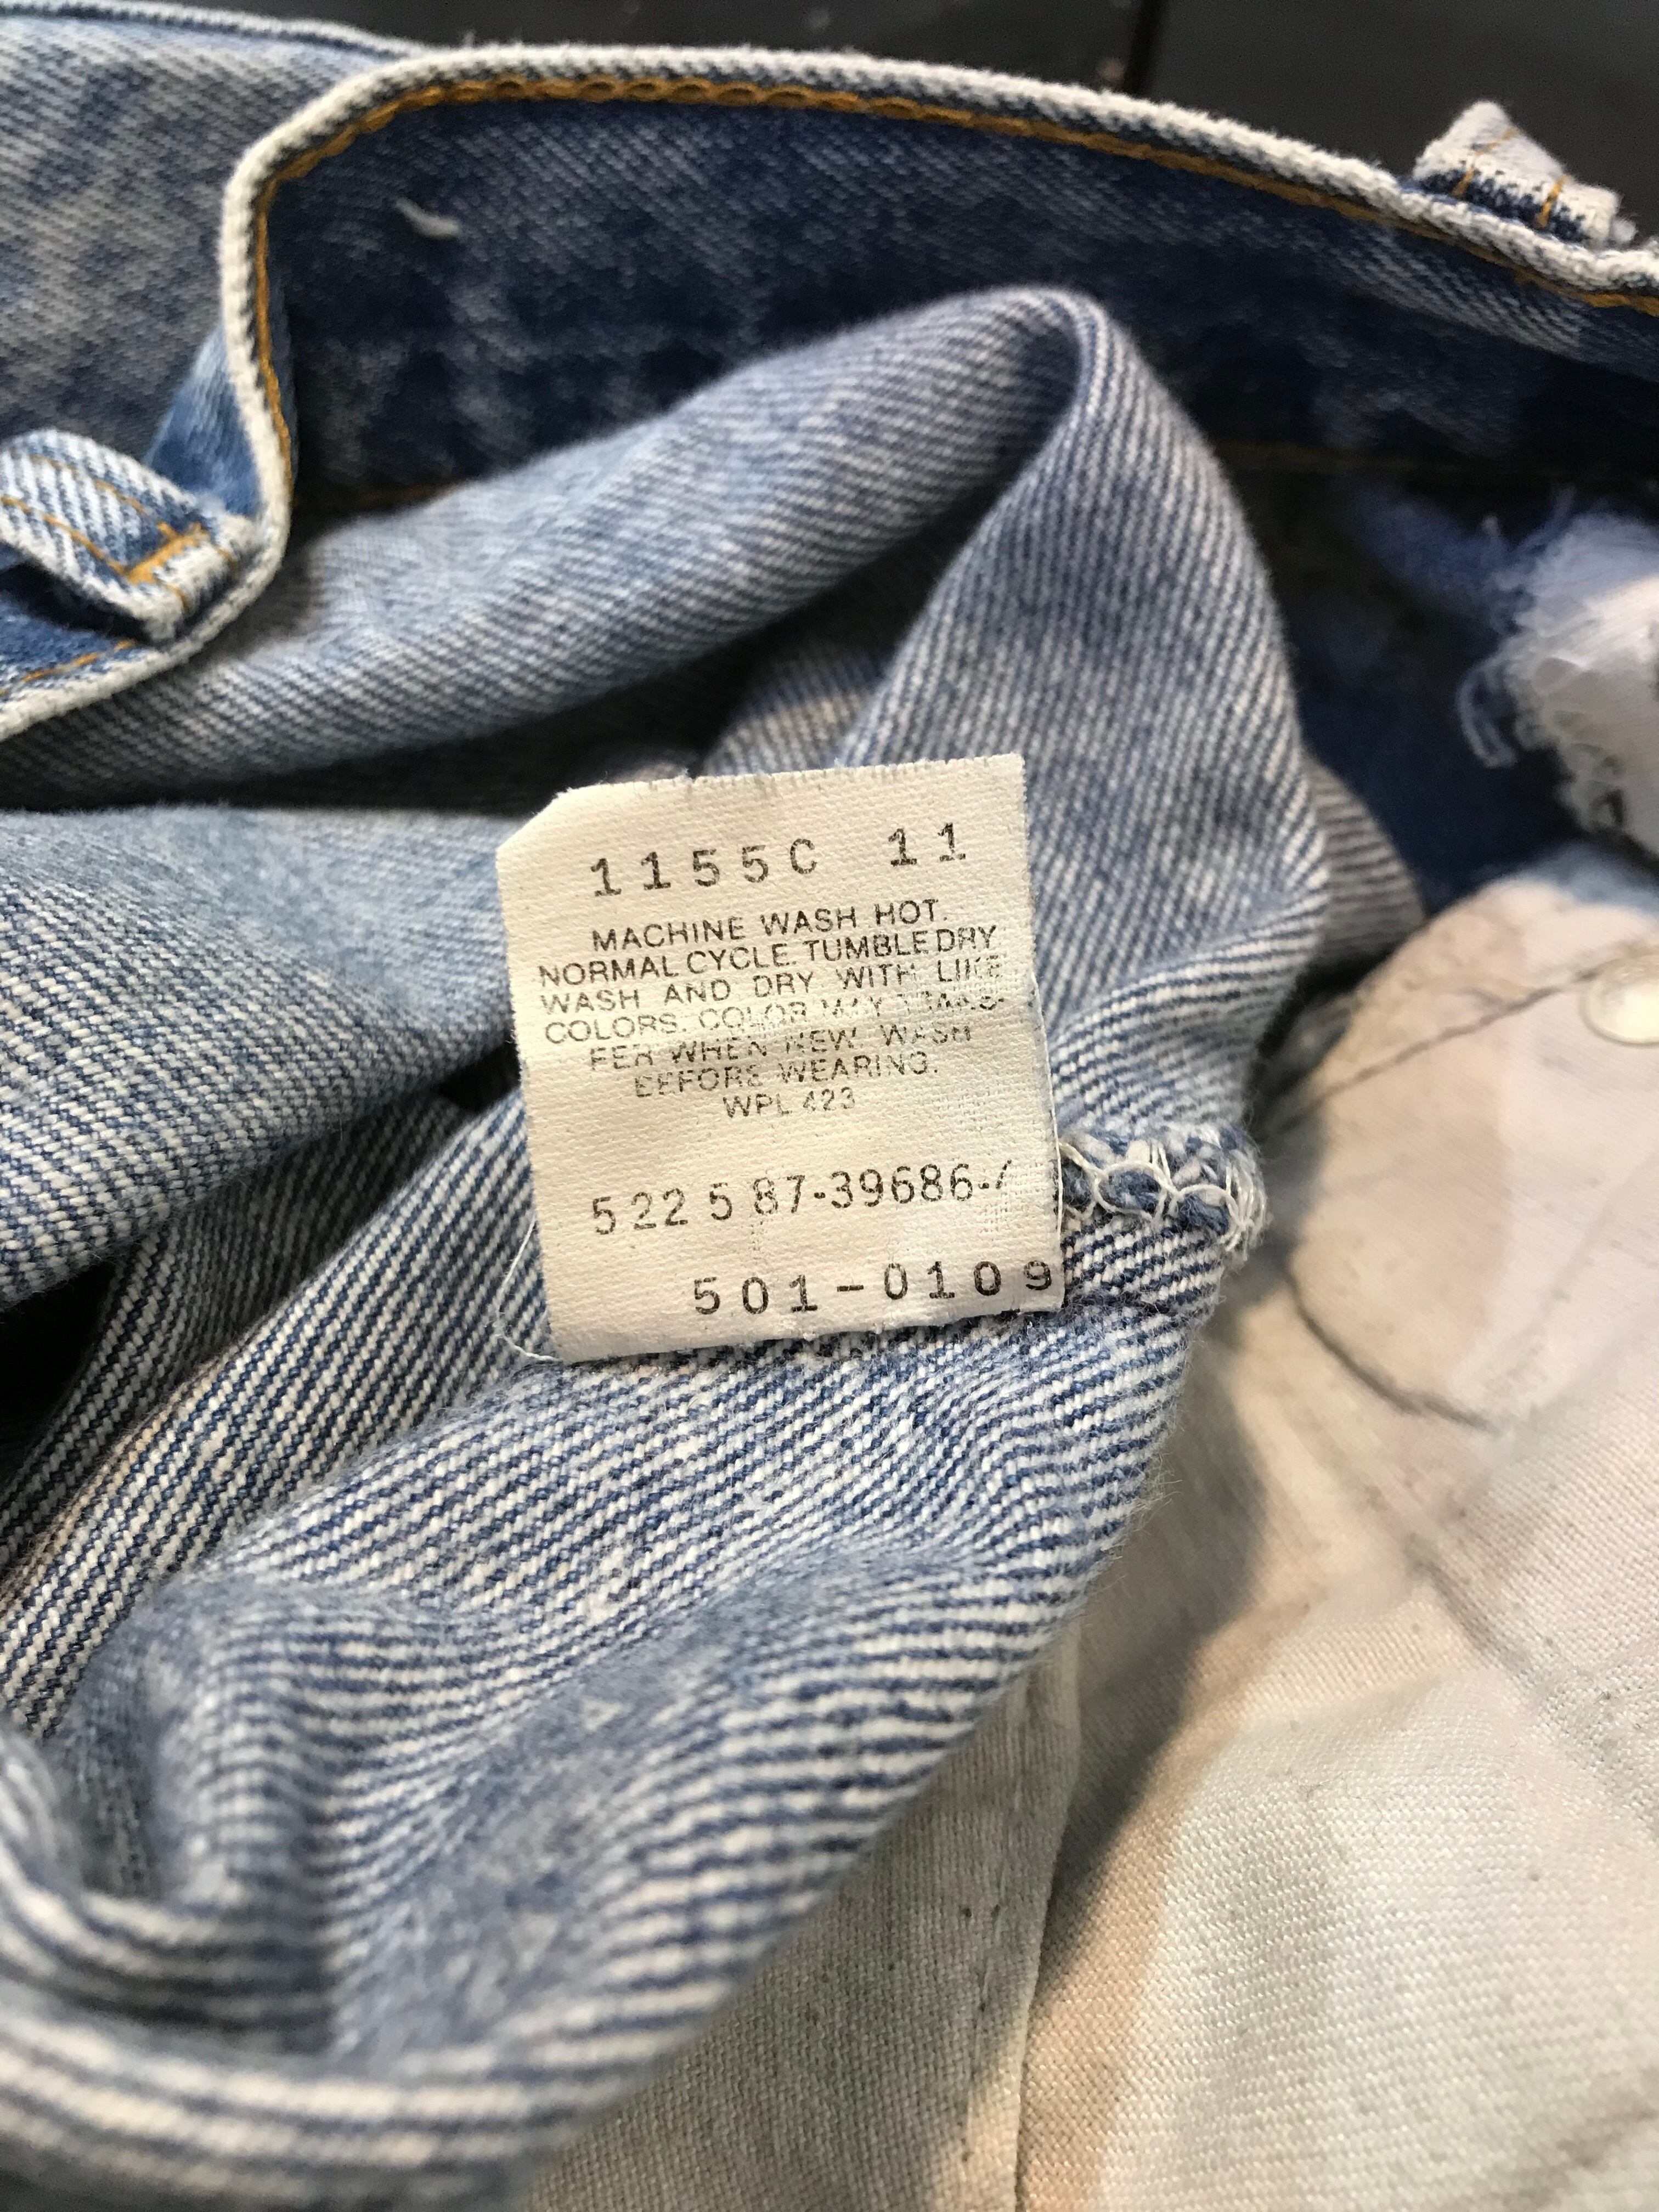 1155C 11
MACHINE WASH HOT.
NORMAL CYCLE. TUMBLE DRY
WASH AND DRY WITH LIKE
COLORS. COLOR MAY TRANS-
FER WHEN NEW. WASH
BEFORE WEARING.
WPL 423
522 5 87-39686-
501-0109